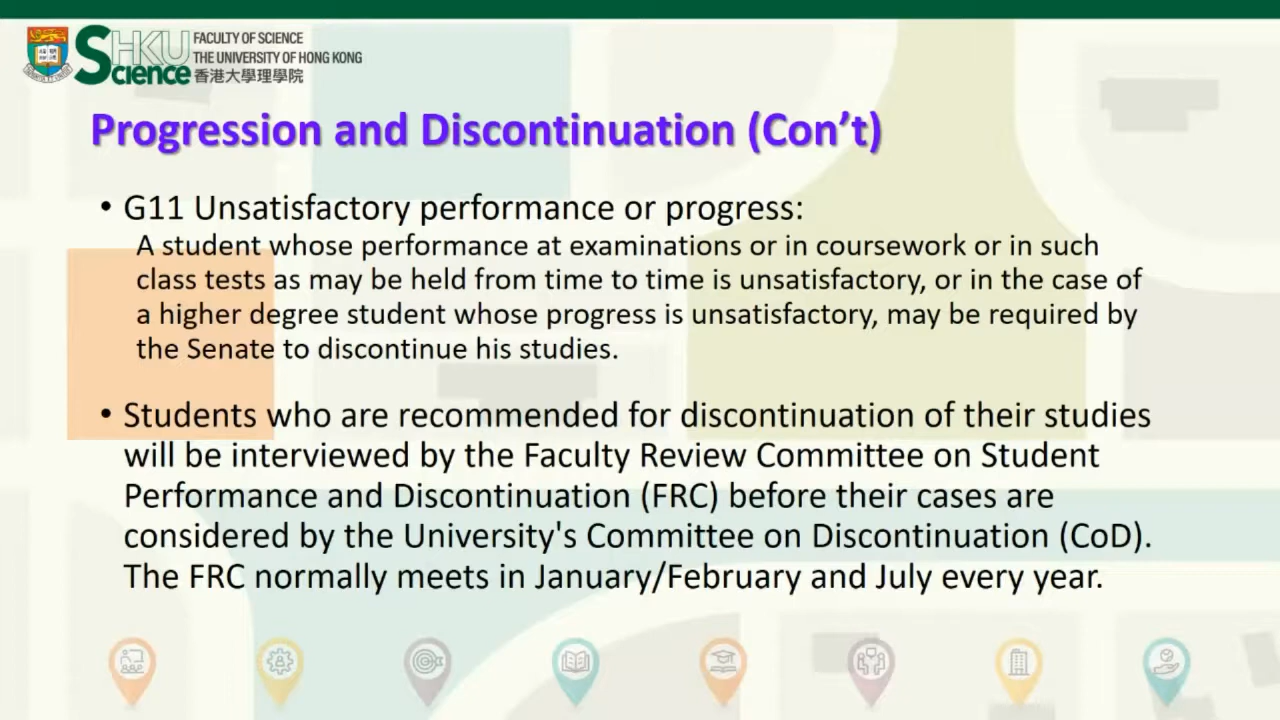 SHKU
Science
FACULTY OF SCIENCE
THE UNIVERSITY OF HONG KONG
香港大學理學院
Progression and Discontinuation (Con’t)
• G11 Unsatisfactory performance or progress:
A student whose performance at examinations or in coursework or in such
class tests as may be held from time to time is unsatisfactory, or in the case of
a higher degree student whose progress is unsatisfactory, may be required by
the Senate to discontinue his studies.
• Students who are recommended for discontinuation of their studies
will be interviewed by the Faculty Review Committee on Student
Performance and Discontinuation (FRC) before their cases are
considered by the University's Committee on Discontinuation (CoD).
The FRC normally meets in January/February and July every year.